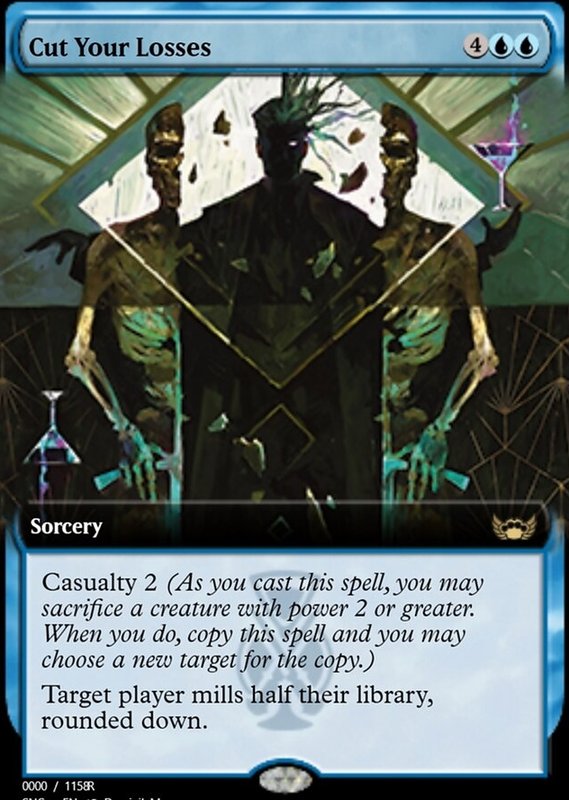 Cut Your Losses 4
Sorcery
Casualty 2 (As you cast this spell, you may
sacrifice a creature with power 2 or greater.
When you do, copy this spell and you may
choose a new target for the copy.)
Target player mills half their library,
rounded down.
0000 / 1158R